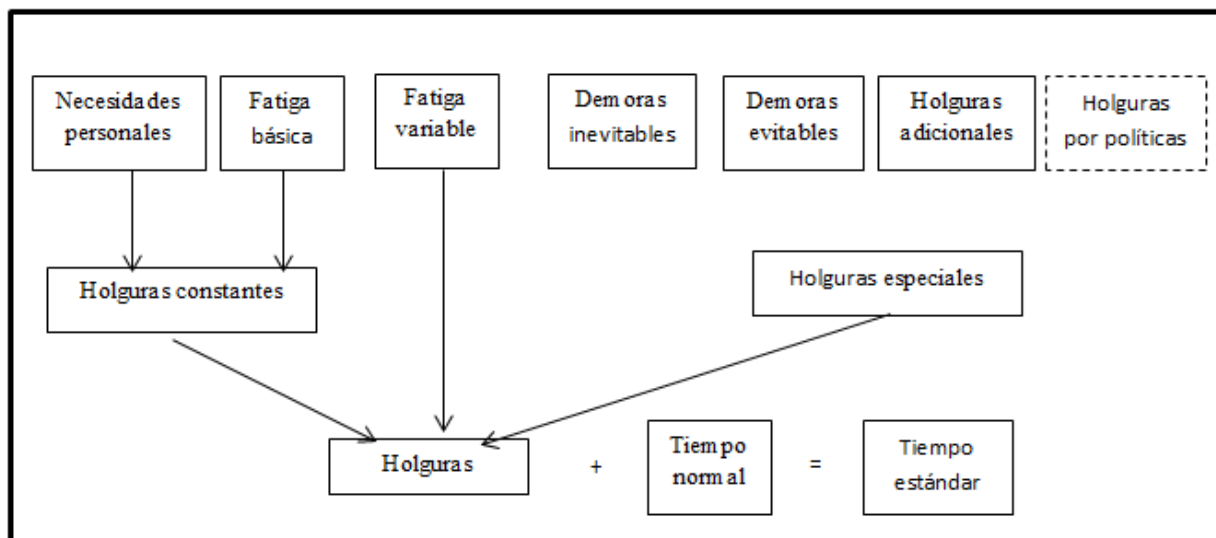 Necesidades
personales
Fatiga
básica
Fatiga
variable
Demoras
inevitables
Demoras
evitables
Holguras
adicionales
Holguras
por políticas
Holguras constantes
Holguras especiales
Holguras
+
Tiempo
normal
=
Tiempo
estándar